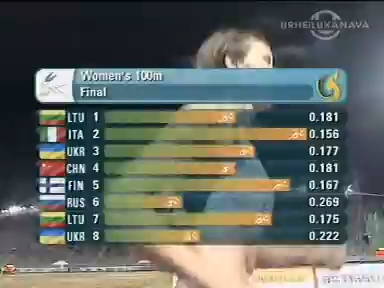 URHEILUKANAVA
Women's 100m
Final
LTU 1 0.181
ITA 2 0.156
UKR 3 0.177
CHN 4 0.181
FIN 5 0.167
RUS 6 0.269
LTU 7 0.175
UKR 8 0.222